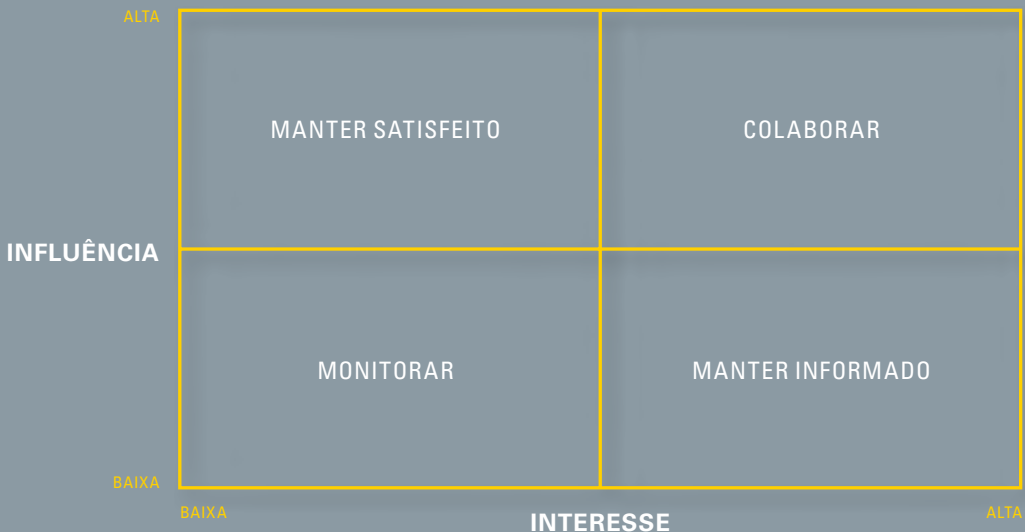 ALTA
MANTER SATISFEITO
COLABORAR
INFLUÊNCIA
MONITORAR
MANTER INFORMADO
BAIXA
BAIXA
ALTA
INTERESSE